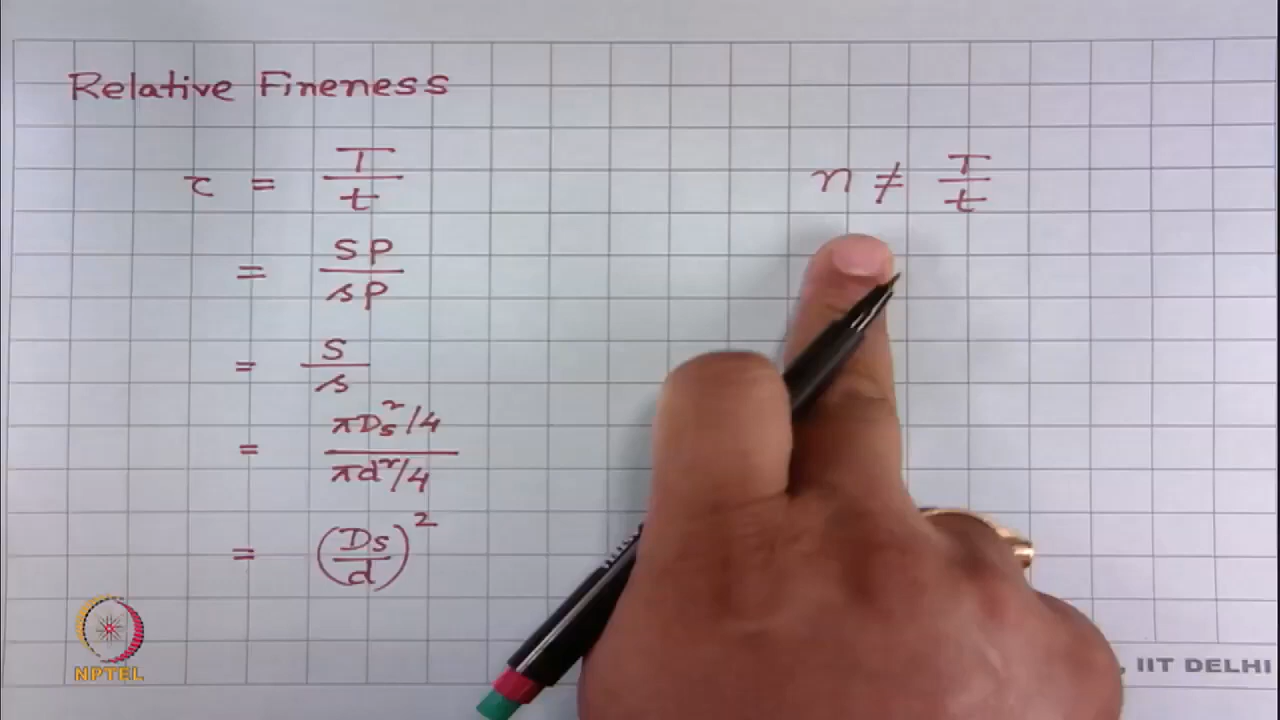 Relative Fineness
τ = T/t
n ≠ T/t
= SP/sP
= S/s
= (πDs²/4)/(πd²/4)
= (Ds/d)²
NPTEL
, IIT DELHI